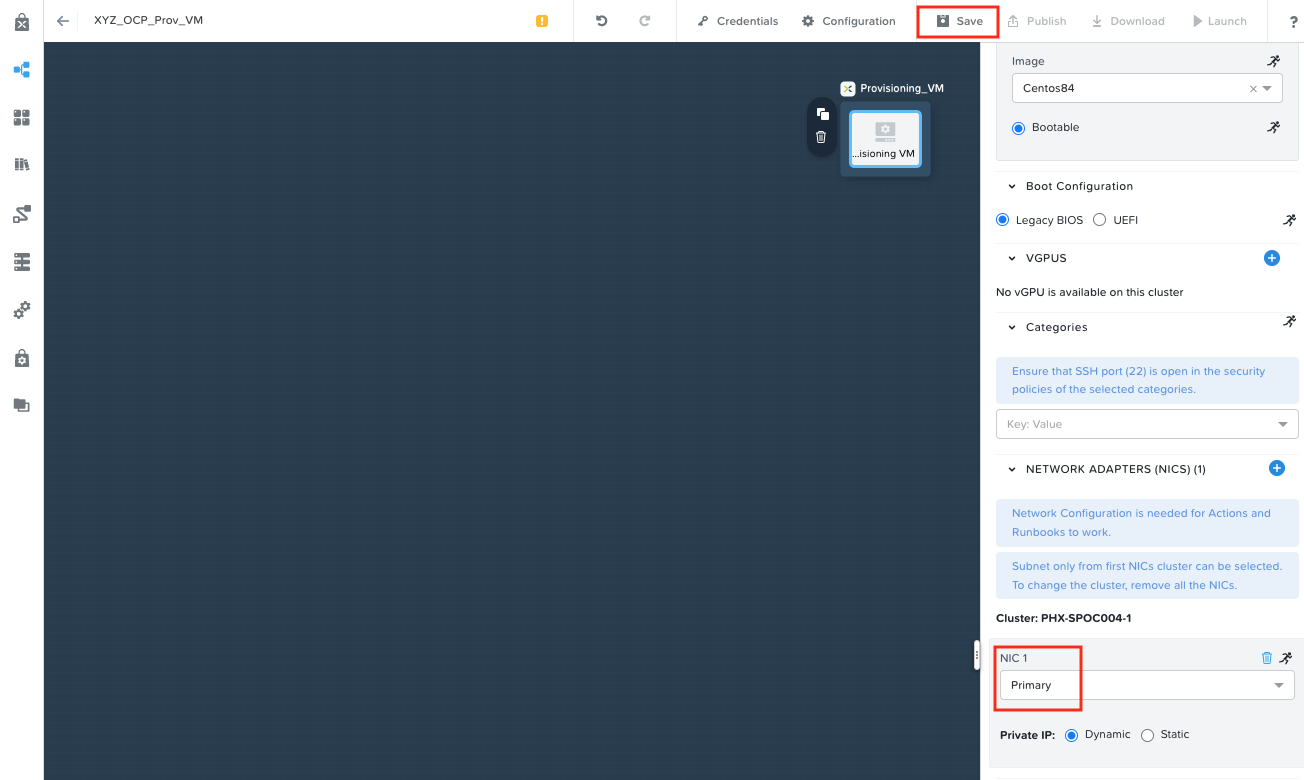 XYZ_OCP_Prov_VM
Credentials
Configuration
Save
Publish
Download
Launch
?
Provisioning_VM
...isioning VM
Image
Centos84
Bootable
Boot Configuration
Legacy BIOS
UEFI
VGPUS
No vGPU is available on this cluster
Categories
Ensure that SSH port (22) is open in the security
policies of the selected categories.
Key: Value
NETWORK ADAPTERS (NICS) (1)
Network Configuration is needed for Actions and
Runbooks to work.
Subnet only from first NICs cluster can be selected.
To change the cluster, remove all the NICs.
Cluster: PHX-SPOC004-1
NIC 1
Primary
Private IP:
Dynamic
Static